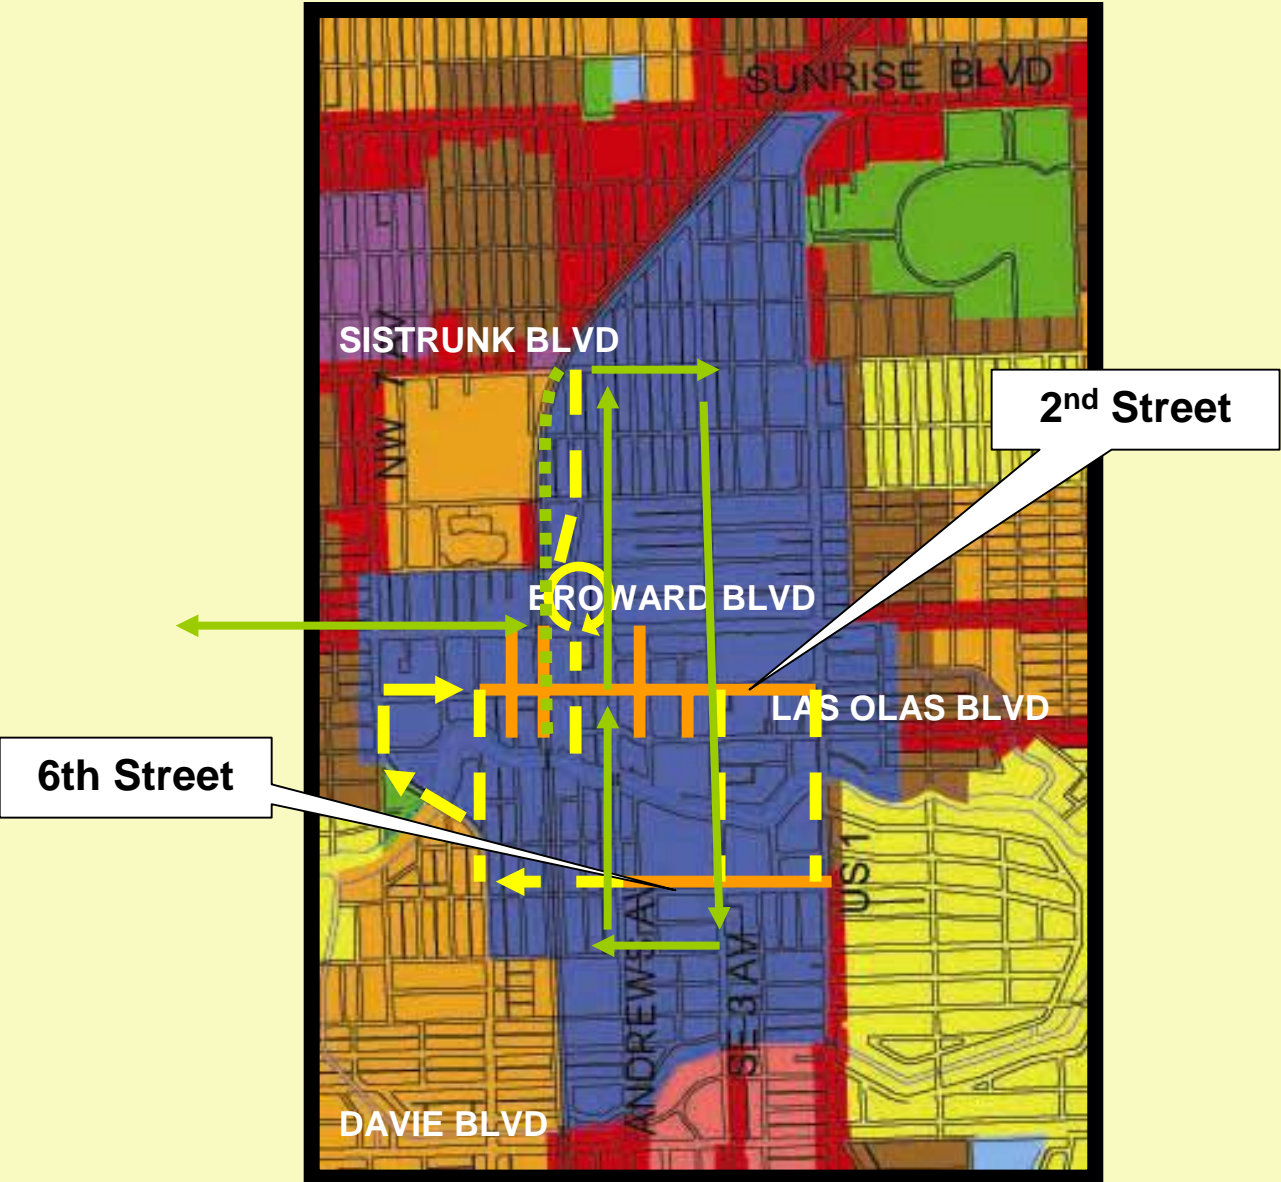 SUNRISE BLVD
SISTRUNK BLVD
NW 7 AV
2nd Street
BROWARD BLVD
LAS OLAS BLVD
6th Street
US 1
ANDREWS AV
SE 3 AV
DAVIE BLVD